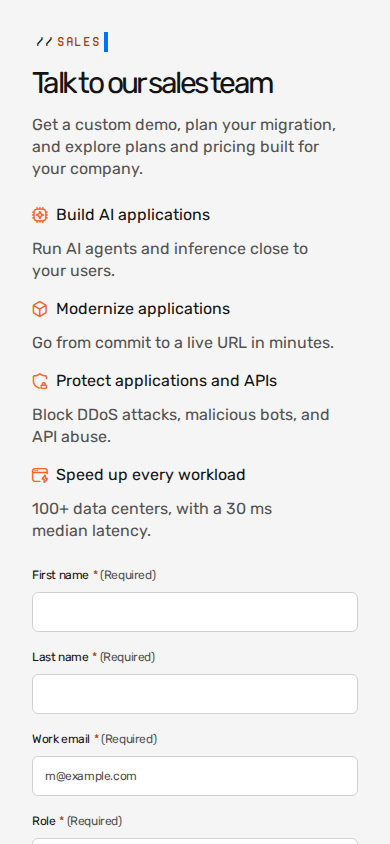 // SALES
Talk to our sales team
Get a custom demo, plan your migration,
and explore plans and pricing built for
your company.
Build AI applications
Run AI agents and inference close to
your users.
Modernize applications
Go from commit to a live URL in minutes.
Protect applications and APIs
Block DDoS attacks, malicious bots, and
API abuse.
Speed up every workload
100+ data centers, with a 30 ms
median latency.
First name * (Required)
Last name * (Required)
Work email * (Required)
m@example.com
Role * (Required)